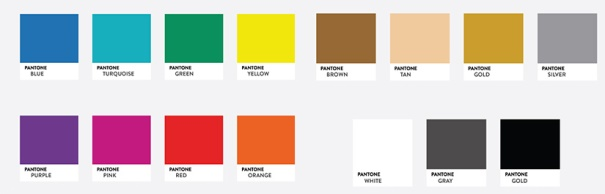 PANTONE
BLUE
PANTONE
TURQUOISE
PANTONE
GREEN
PANTONE
YELLOW
PANTONE
BROWN
PANTONE
TAN
PANTONE
GOLD
PANTONE
SILVER
PANTONE
PURPLE
PANTONE
PINK
PANTONE
RED
PANTONE
ORANGE
PANTONE
WHITE
PANTONE
GRAY
PANTONE
GOLD